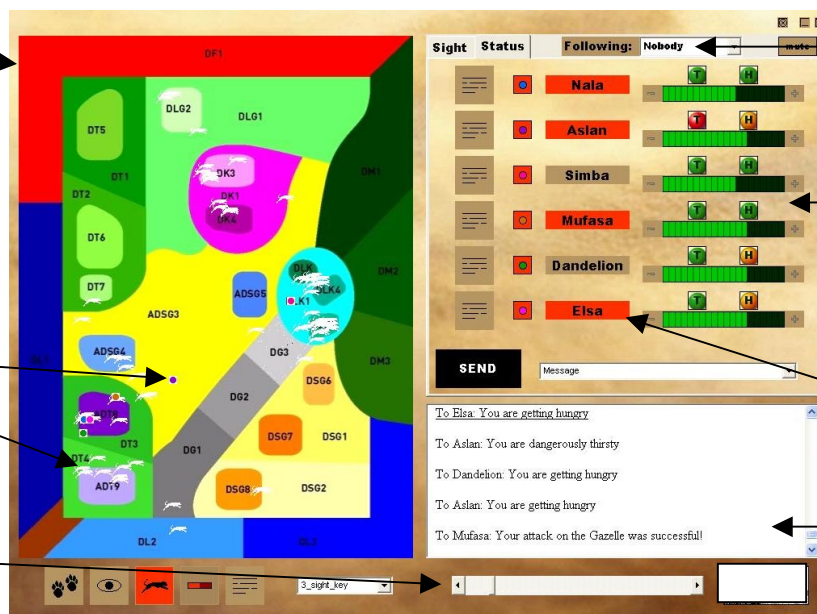 DF1
DLG2
DLG1
DT5
DT1
DK3
DK1
DK4
DM1
DT2
DT6
DT7
DM2
ADSG5
ADSG3
DLK4
DG3
ADSG4
DM3
DG2
DSG6
DT3
DG1
DSG7
DSG1
DT4
ADT9
DSG8
DSG2
DL2
DL3
3_sight_key
Sight Status Following: Nobody mute
T H
Nala
T H
Aslan
T H
Simba
T H
Mufasa
T H
Dandelion
T H
Elsa
SEND Message
To Elsa: You are getting hungry
To Aslan: You are dangerously thirsty
To Dandelion: You are getting hungry
To Aslan: You are getting hungry
To Mufasa: Your attack on the Gazelle was successful!